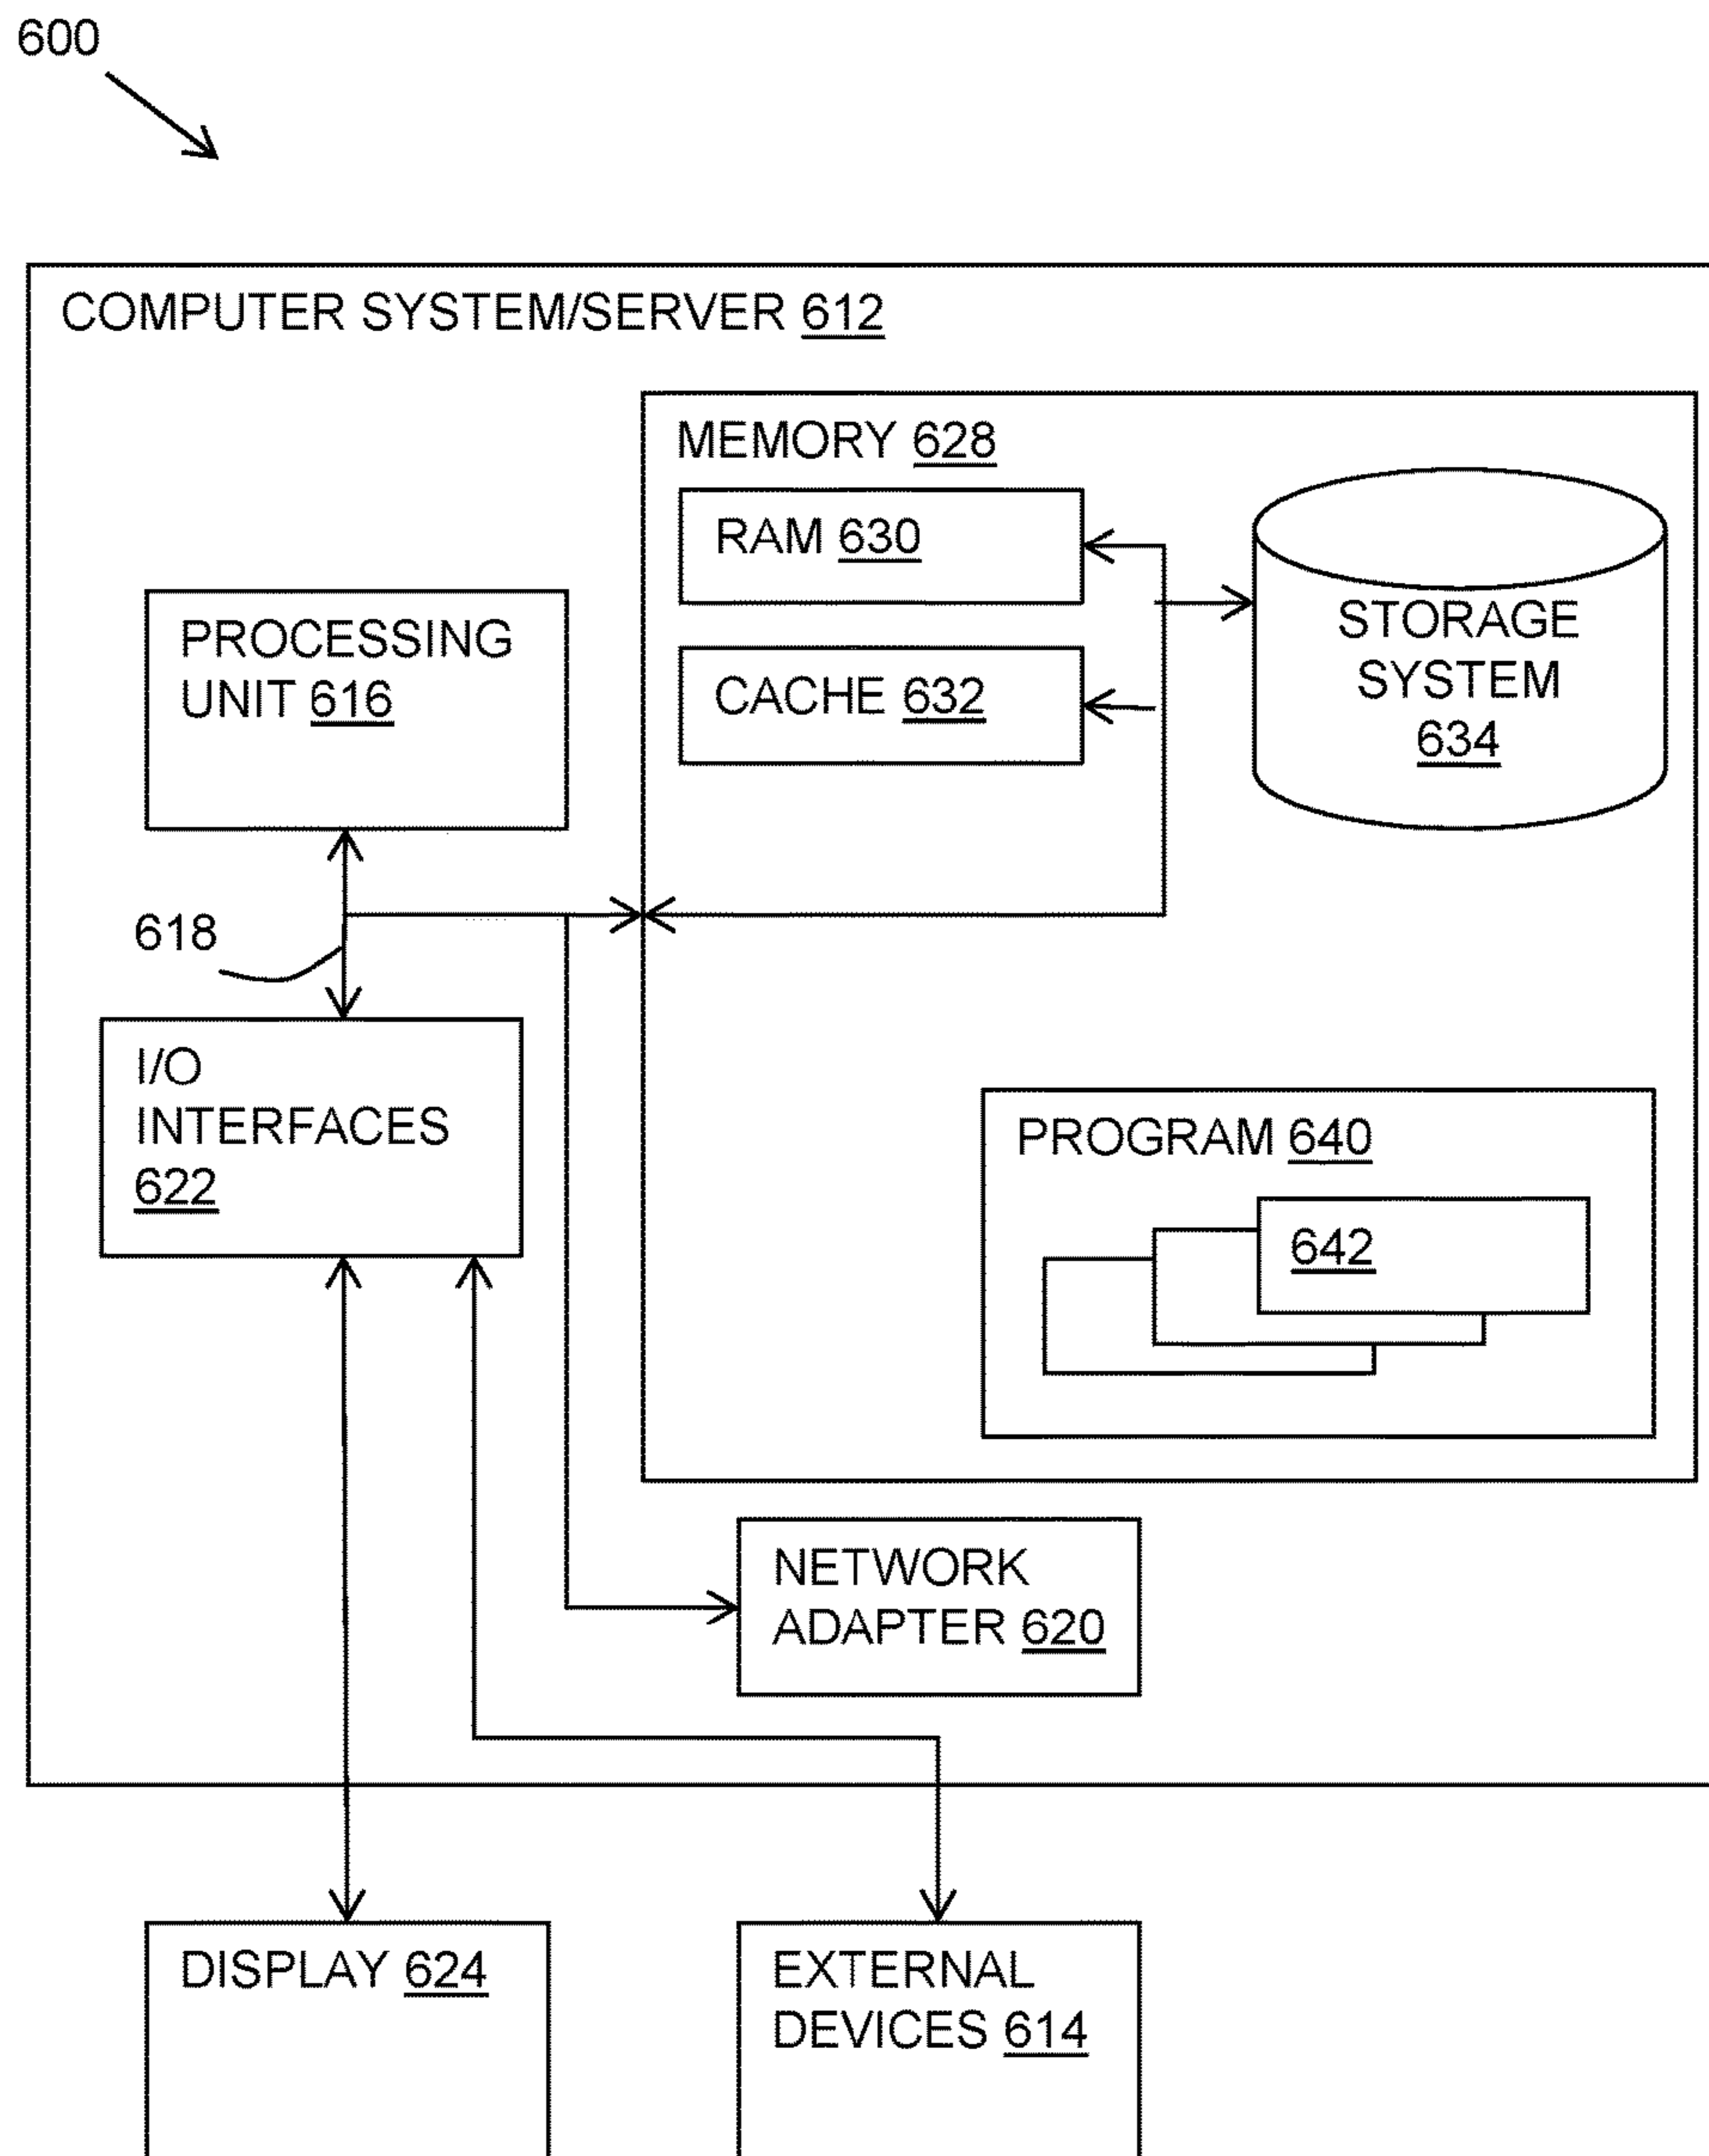 600
COMPUTER SYSTEM/SERVER 612
MEMORY 628
RAM 630
STORAGE
SYSTEM
634
CACHE 632
PROCESSING
UNIT 616
618
I/O
INTERFACES
622
PROGRAM 640
642
NETWORK
ADAPTER 620
DISPLAY 624
EXTERNAL
DEVICES 614